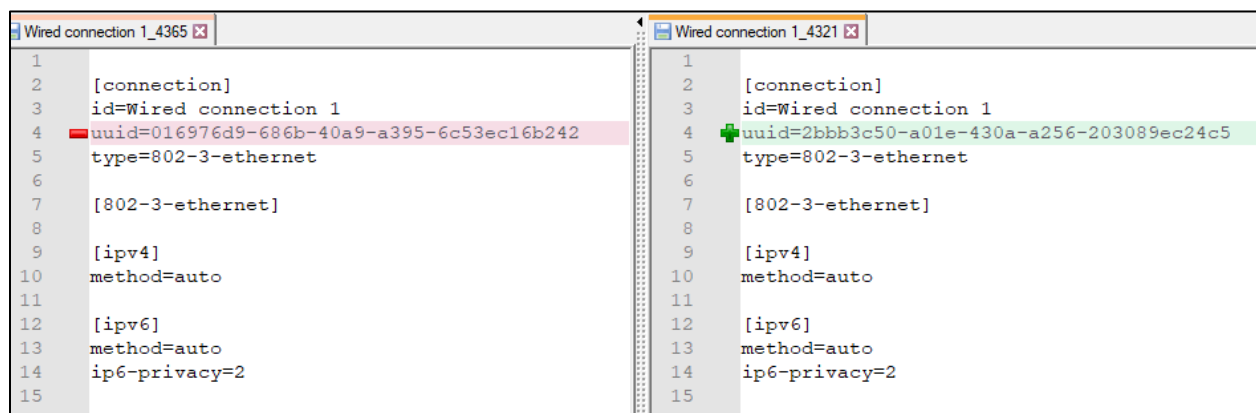 Wired connection 1_4365
1
2 [connection]
3 id=Wired connection 1
4 uuid=016976d9-686b-40a9-a395-6c53ec16b242
5 type=802-3-ethernet
6
7 [802-3-ethernet]
8
9 [ipv4]
10 method=auto
11
12 [ipv6]
13 method=auto
14 ip6-privacy=2
15
Wired connection 1_4321
1
2 [connection]
3 id=Wired connection 1
4 uuid=2bbb3c50-a01e-430a-a256-203089ec24c5
5 type=802-3-ethernet
6
7 [802-3-ethernet]
8
9 [ipv4]
10 method=auto
11
12 [ipv6]
13 method=auto
14 ip6-privacy=2
15